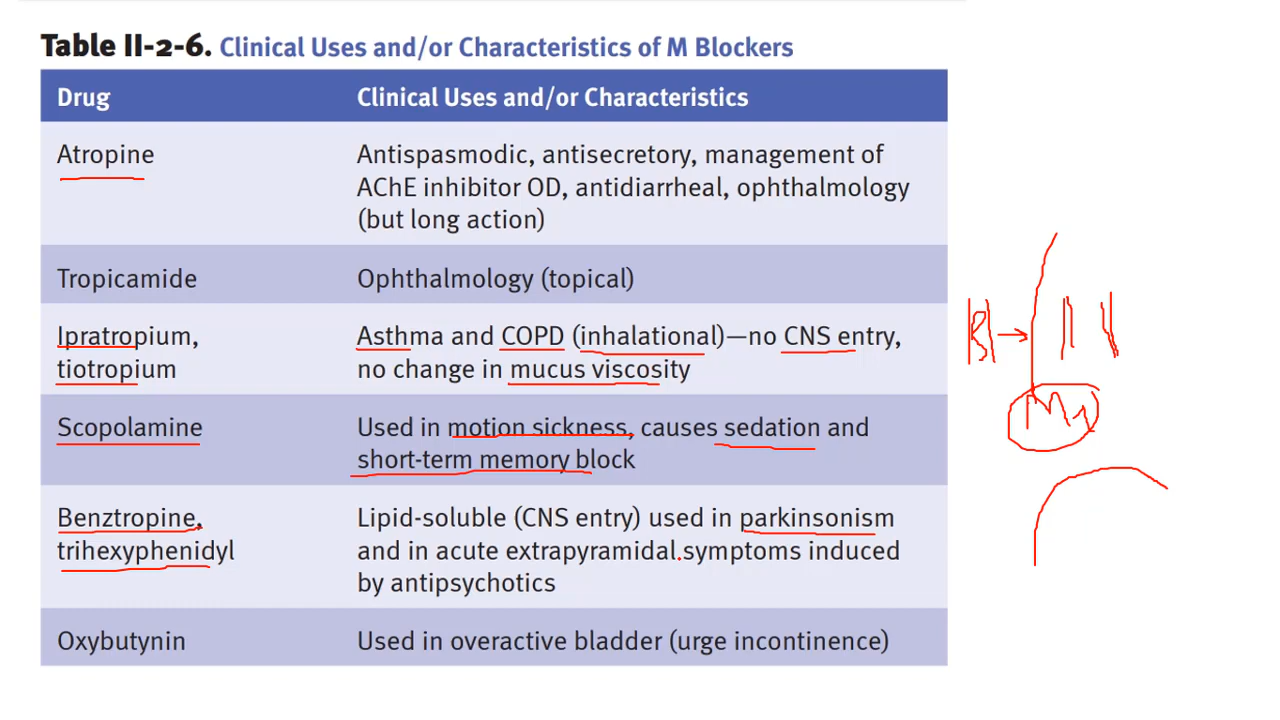 Table II-2-6. Clinical Uses and/or Characteristics of M Blockers
Drug
Clinical Uses and/or Characteristics
Atropine
Antispasmodic, antisecretory, management of
AChE inhibitor OD, antidiarrheal, ophthalmology
(but long action)
Tropicamide
Ophthalmology (topical)
Ipratropium,
tiotropium
Asthma and COPD (inhalational)—no CNS entry,
no change in mucus viscosity
Scopolamine
Used in motion sickness, causes sedation and
short-term memory block
Benztropine,
trihexyphenidyl
Lipid-soluble (CNS entry) used in parkinsonism
and in acute extrapyramidal symptoms induced
by antipsychotics
Oxybutynin
Used in overactive bladder (urge incontinence)
M1